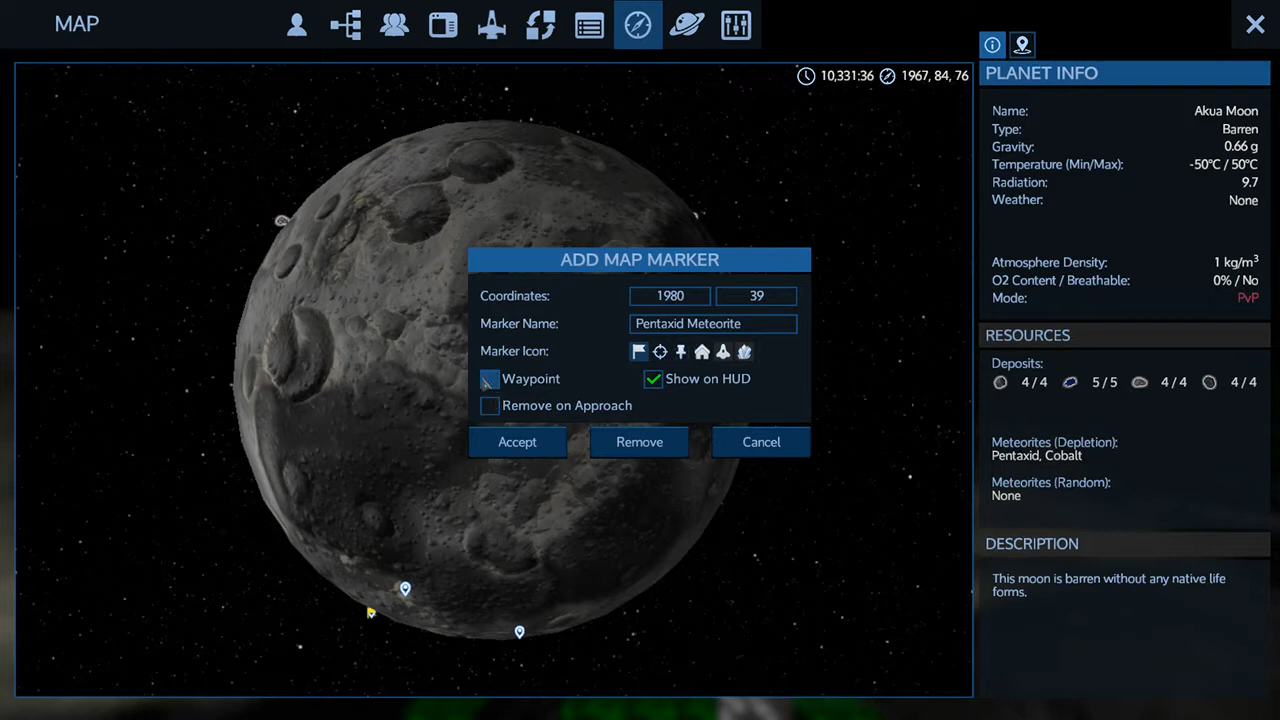 MAP
10,331:36 1967, 84, 76
PLANET INFO
Name: Akua Moon
Type: Barren
Gravity: 0.66 g
Temperature (Min/Max): -50°C / 50°C
Radiation: 9.7
Weather: None
Atmosphere Density: 1 kg/m³
O2 Content / Breathable: 0% / No
Mode: PvP
RESOURCES
Deposits:
4/4 5/5 4/4 4/4
Meteorites (Depletion):
Pentaxid, Cobalt
Meteorites (Random):
None
DESCRIPTION
This moon is barren without any native life
forms.
ADD MAP MARKER
Coordinates: 1980 39
Marker Name: Pentaxid Meteorite
Marker Icon:
Waypoint Show on HUD
Remove on Approach
Accept Remove Cancel